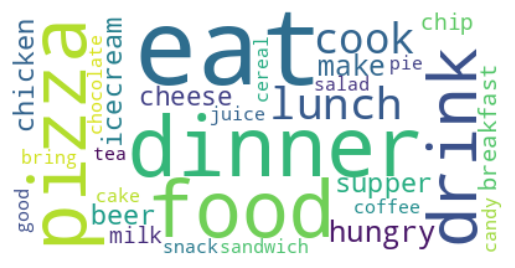 eat
cook
chip
chicken
pizza
chocolate
icecream
cereal
make
pie
salad
cheese
lunch
juice
drink
breakfast
dinner
bring
tea
food
supper
good
cake
beer
coffee
milk
hungry
candy
snack
sandwich